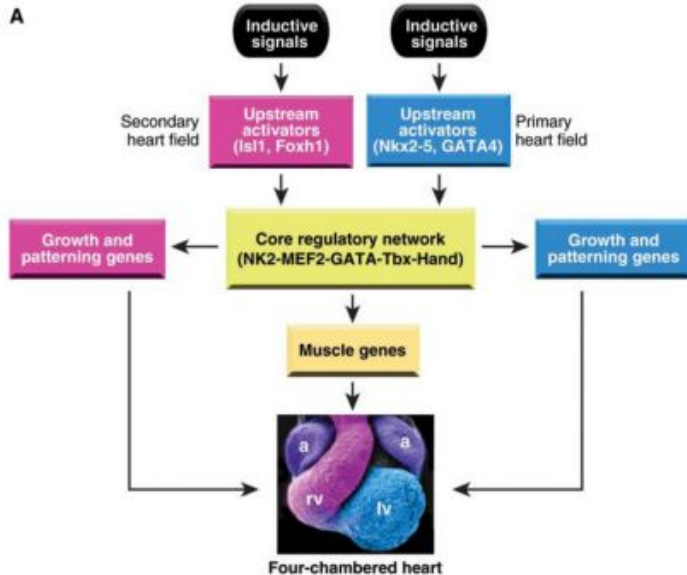 A
Inductive
signals
Inductive
signals
Secondary
heart field
Upstream
activators
(Isl1, Foxh1)
Upstream
activators
(Nkx2-5, GATA4)
Primary
heart field
Growth and
patterning genes
Core regulatory network
(NK2-MEF2-GATA-Tbx-Hand)
Growth and
patterning genes
Muscle genes
a
a
rv
lv
Four-chambered heart